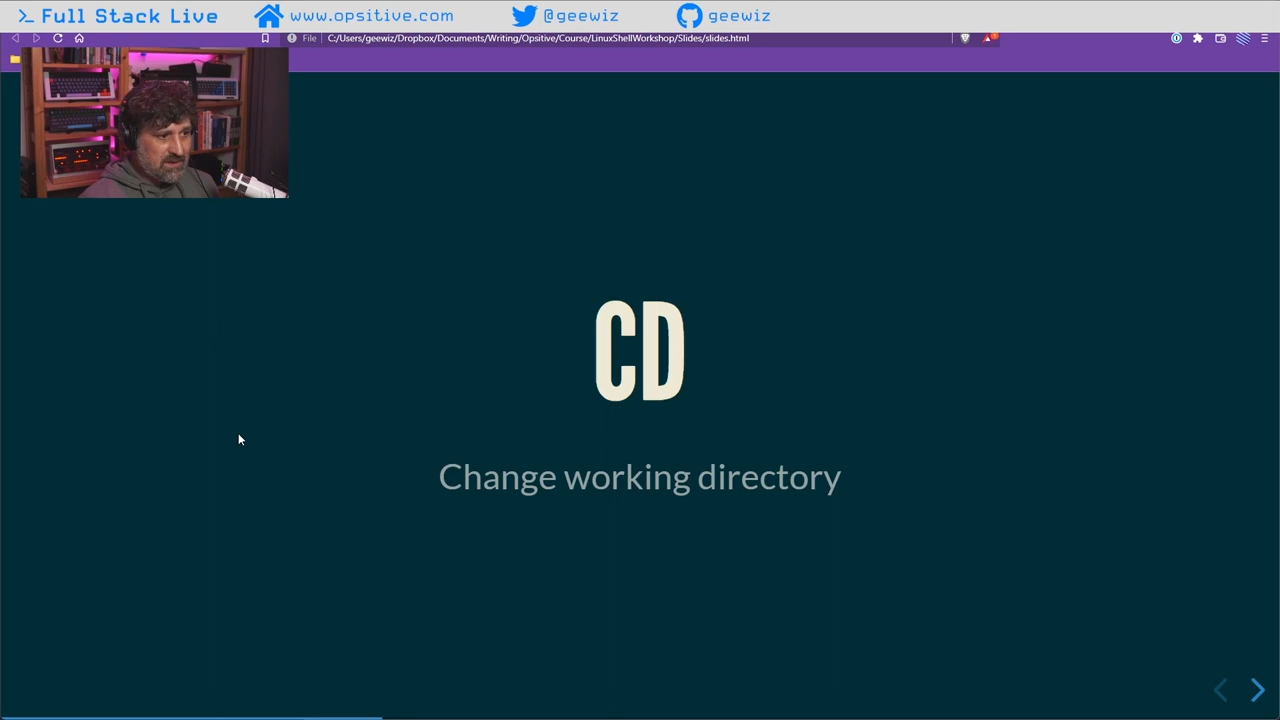 >_ Full Stack Live
www.opsitive.com
@geewiz
geewiz
File
C:/Users/geewiz/Dropbox/Documents/Writing/Opsitive/Course/LinuxShellWorkshop/Slides/slides.html
CD
Change working directory